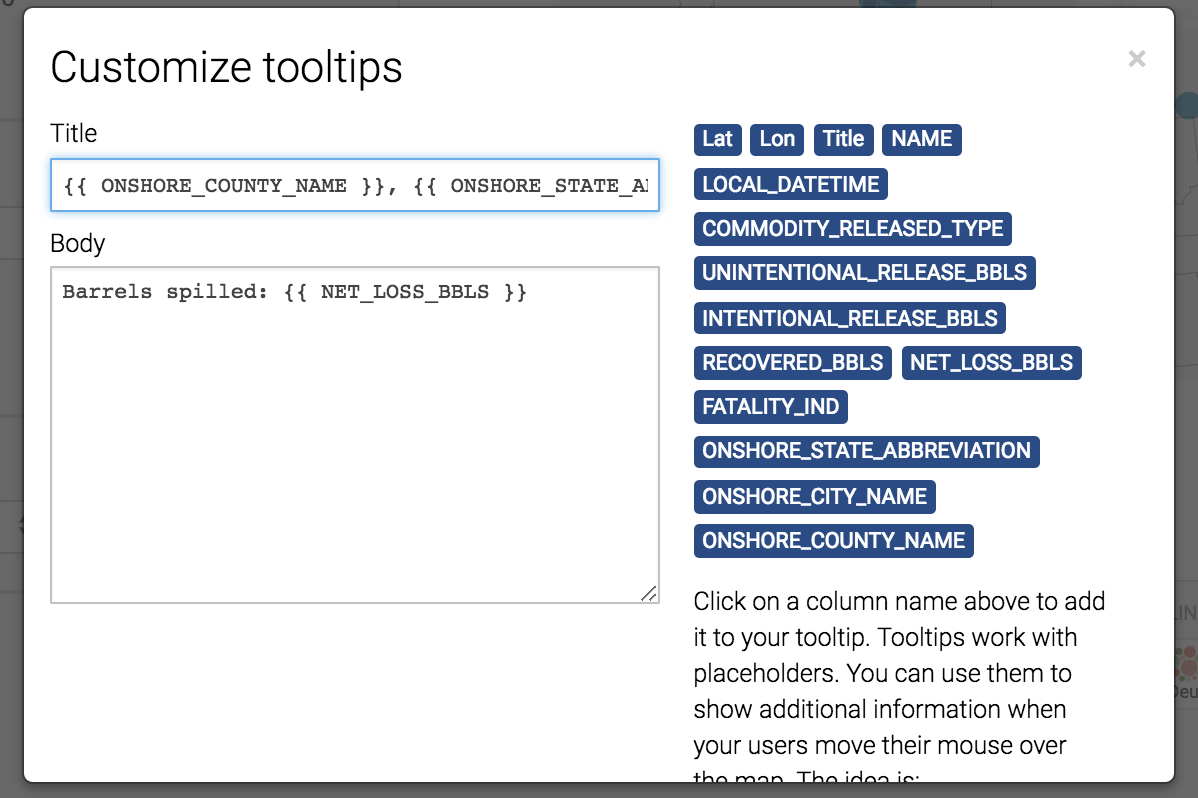 Customize tooltips
×
Title
{{ ONSHORE_COUNTY_NAME }}, {{ ONSHORE_STATE_A
Body
Barrels spilled: {{ NET_LOSS_BBLS }}
Lat Lon Title NAME
LOCAL_DATETIME
COMMODITY_RELEASED_TYPE
UNINTENTIONAL_RELEASE_BBLS
INTENTIONAL_RELEASE_BBLS
RECOVERED_BBLS NET_LOSS_BBLS
FATALITY_IND
ONSHORE_STATE_ABBREVIATION
ONSHORE_CITY_NAME
ONSHORE_COUNTY_NAME
Click on a column name above to add
it to your tooltip. Tooltips work with
placeholders. You can use them to
show additional information when
your users move their mouse over
the map. The idea is: